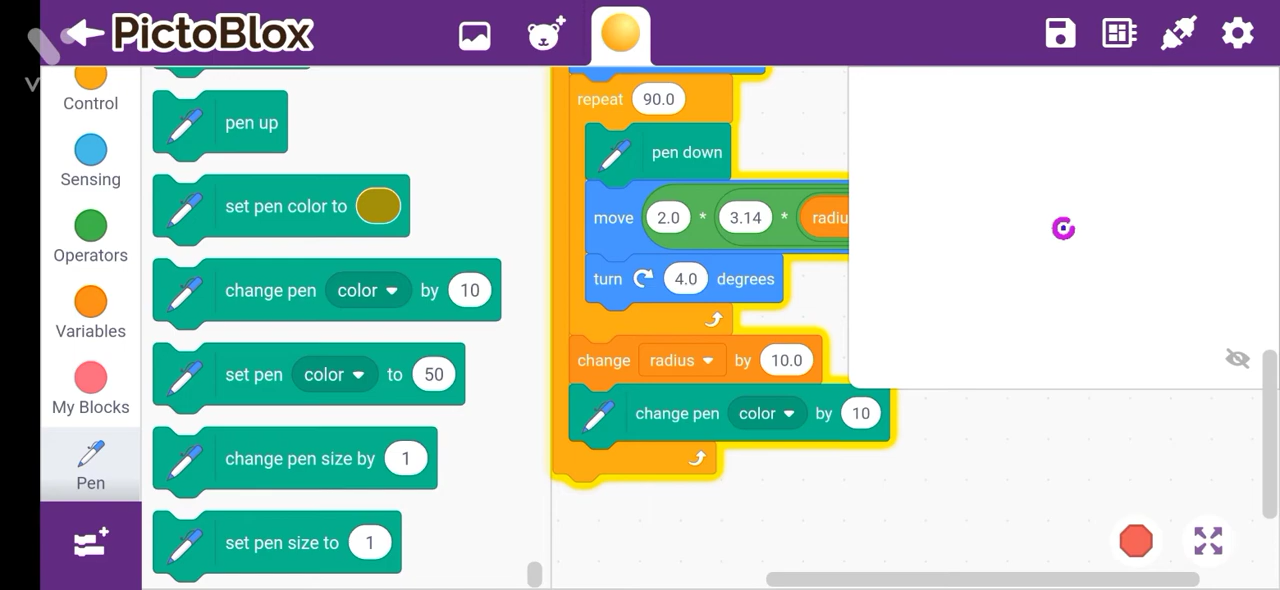 PictoBlox
V
Control
Sensing
Operators
Variables
My Blocks
Pen
pen up
set pen color to
change pen color by 10
set pen color to 50
change pen size by 1
set pen size to 1
repeat 90.0
pen down
move 2.0 * 3.14 * radiu
turn 4.0 degrees
change radius by 10.0
change pen color by 10